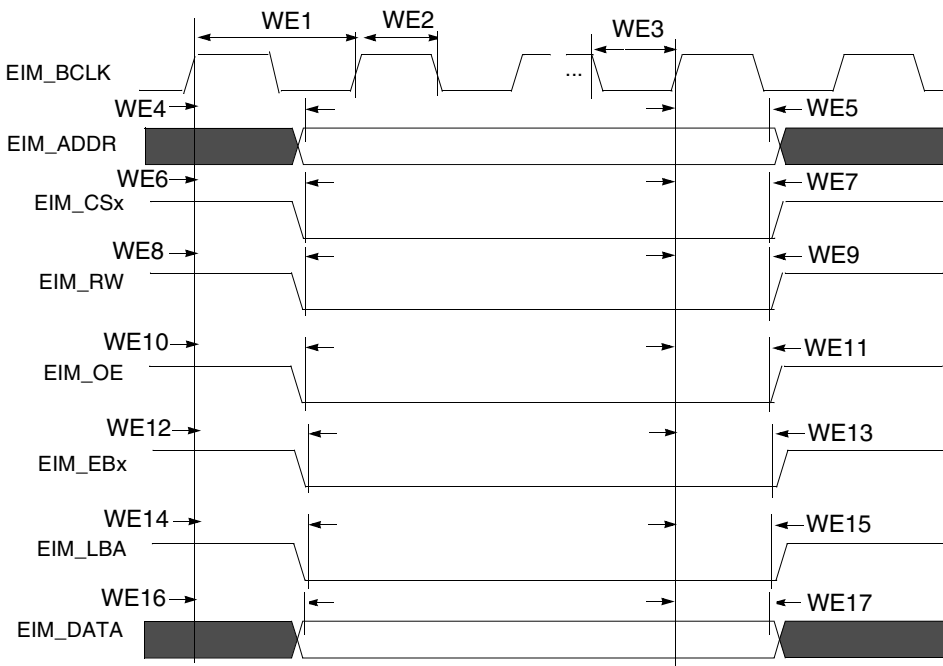 WE1
WE2
WE3
EIM_BCLK
...
WE4
WE5
EIM_ADDR
WE6
WE7
EIM_CSx
WE8
WE9
EIM_RW
WE10
WE11
EIM_OE
WE12
WE13
EIM_EBx
WE14
WE15
EIM_LBA
WE16
WE17
EIM_DATA